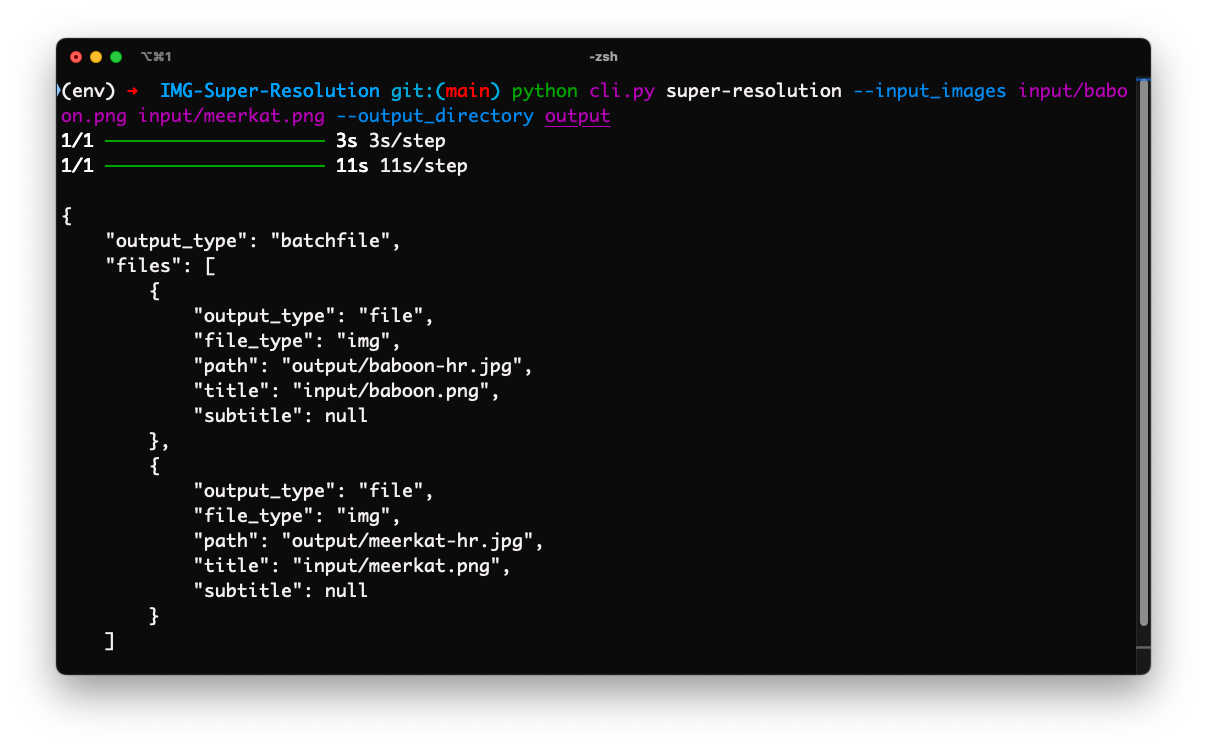 ⌥⌘1
-zsh
(env) ➜  IMG-Super-Resolution git:(main) python cli.py super-resolution --input_images input/babo
on.png input/meerkat.png --output_directory output
1/1 ━━━━━━━━━━━━━━━━━━━━ 3s 3s/step
1/1 ━━━━━━━━━━━━━━━━━━━━ 11s 11s/step
{
    "output_type": "batchfile",
    "files": [
        {
            "output_type": "file",
            "file_type": "img",
            "path": "output/baboon-hr.jpg",
            "title": "input/baboon.png",
            "subtitle": null
        },
        {
            "output_type": "file",
            "file_type": "img",
            "path": "output/meerkat-hr.jpg",
            "title": "input/meerkat.png",
            "subtitle": null
        }
    ]